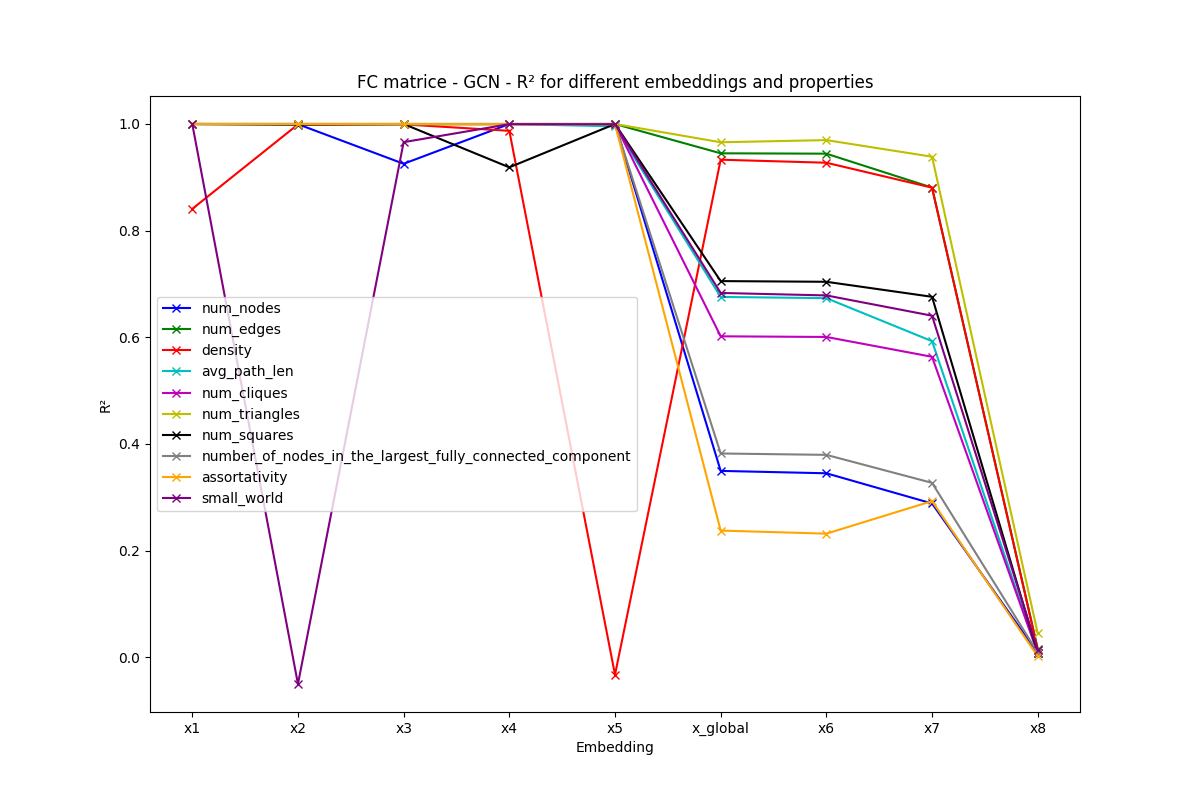 FC matrice - GCN - R² for different embeddings and properties
1.0
0.8
0.6
0.4
0.2
0.0
R²
num_nodes
num_edges
density
avg_path_len
num_cliques
num_triangles
num_squares
number_of_nodes_in_the_largest_fully_connected_component
assortativity
small_world
x1 x2 x3 x4 x5 x_global x6 x7 x8
Embedding